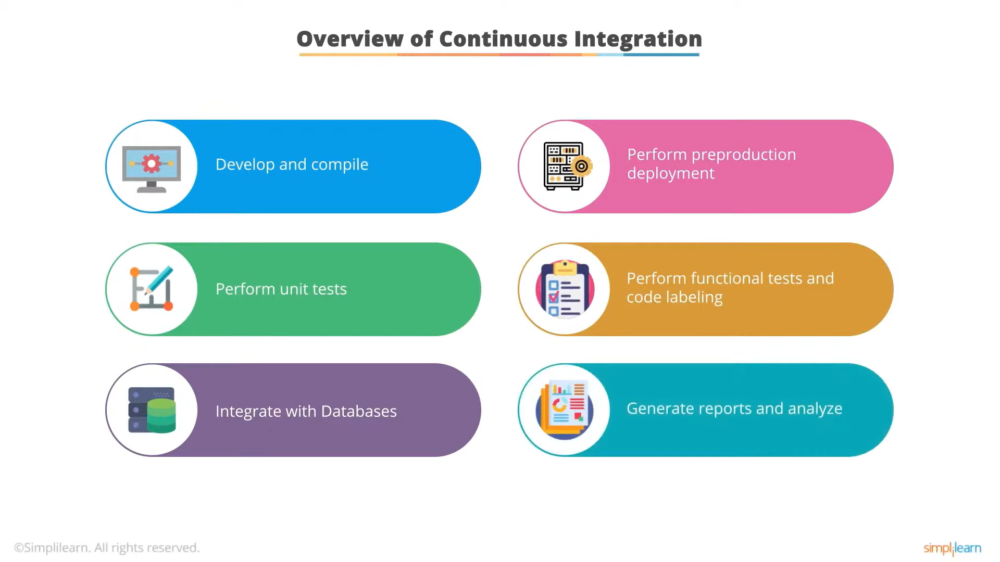 Overview of Continuous Integration
Develop and compile
Perform unit tests
Integrate with Databases
Perform preproduction
deployment
Perform functional tests and
code labeling
Generate reports and analyze
©Simplilearn. All rights reserved.
simplilearn